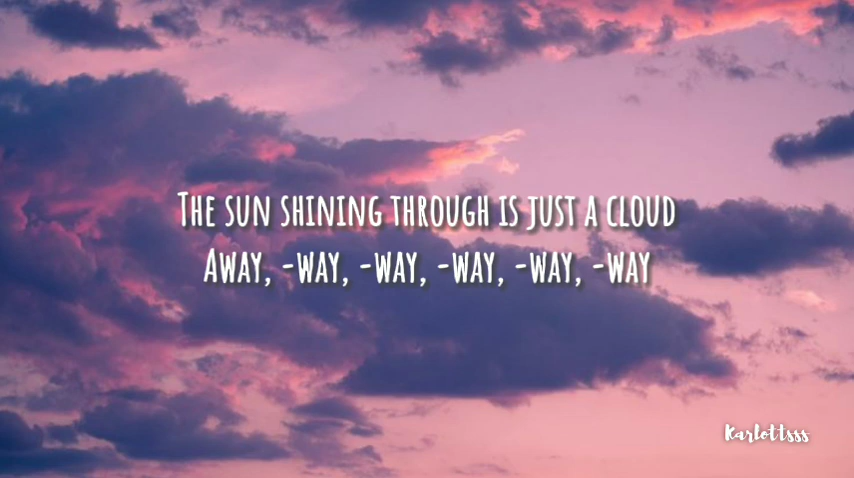 The sun shining through is just a cloud
Away, -way, -way, -way, -way, -way
Karlottsss